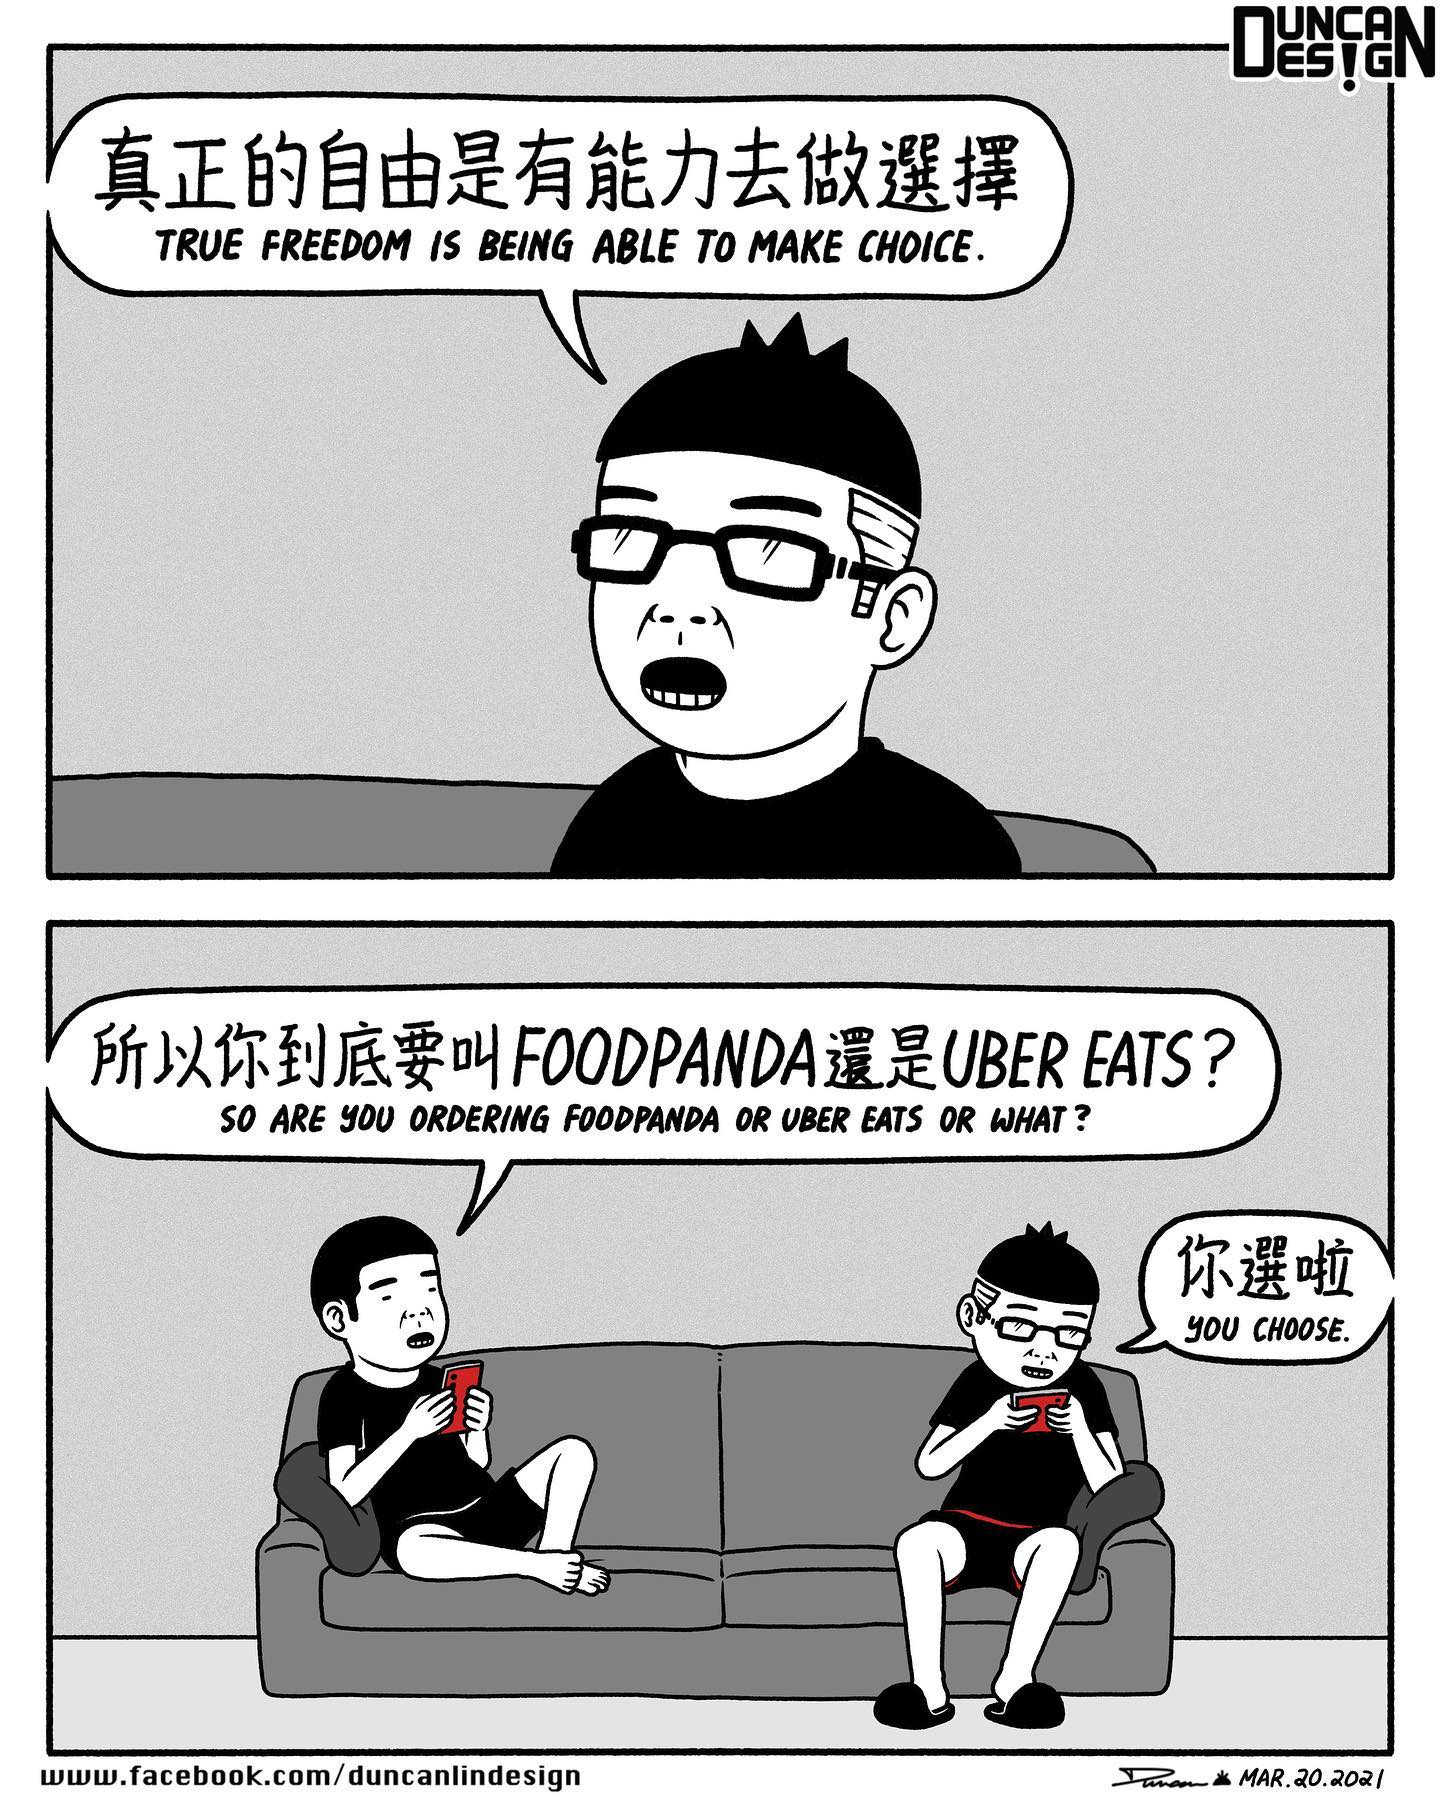 DUNCAN
DES!GN
真正的自由是有能力去做選擇
TRUE FREEDOM IS BEING ABLE TO MAKE CHOICE.
所以你到底要叫FOODPANDA還是UBER EATS?
SO ARE YOU ORDERING FOODPANDA OR UBER EATS OR WHAT?
你選啦
YOU CHOOSE.
www.facebook.com/duncanlindesign
Duncan MAR.20.2021